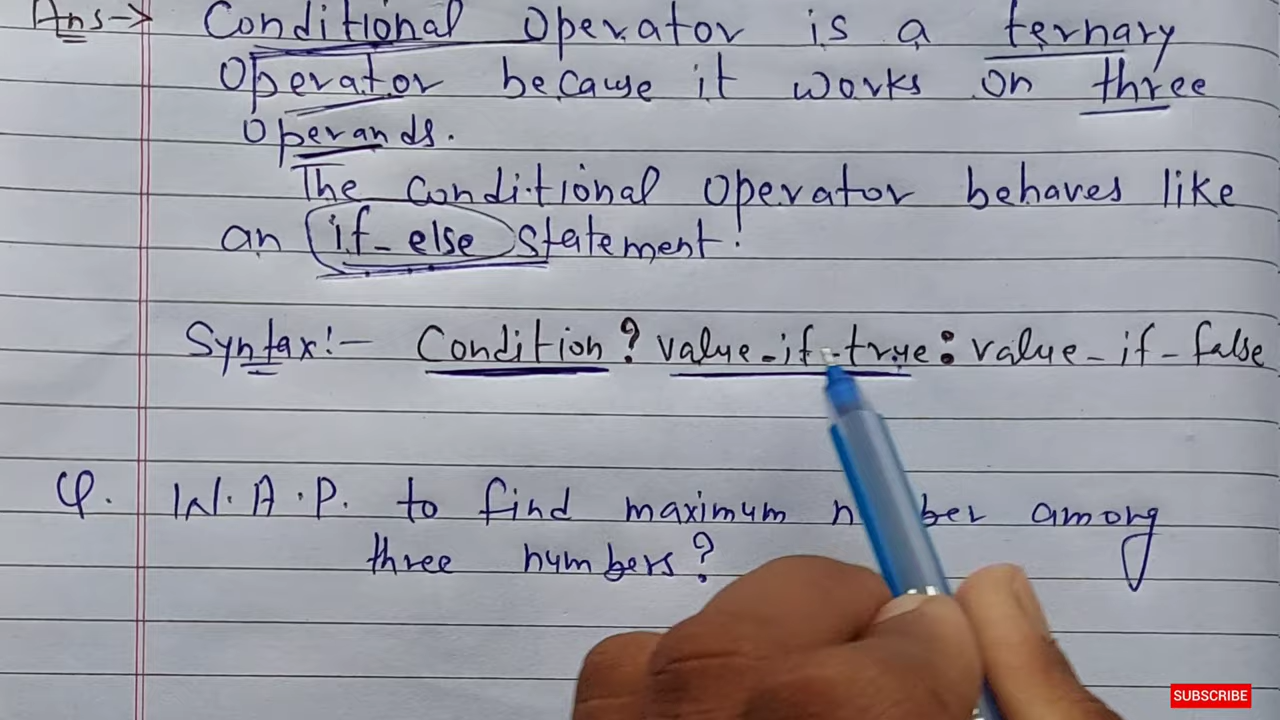 Ans-> Conditional Operator is a ternary
Operator because it works on three
Operands.
The conditional operator behaves like
an if-else statement!
Syntax:- Condition ? value-if-true : value-if-false
Q. W.A.P. to find maximum among
three numbers?
SUBSCRIBE